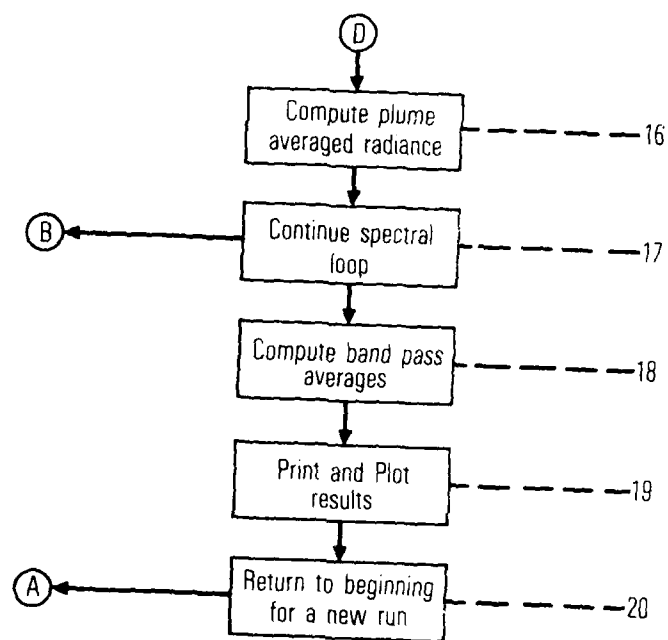 D
Compute plume
averaged radiance
16
B
Continue spectral
loop
17
Compute band pass
averages
18
Print and Plot
results
19
A
Return to beginning
for a new run
20